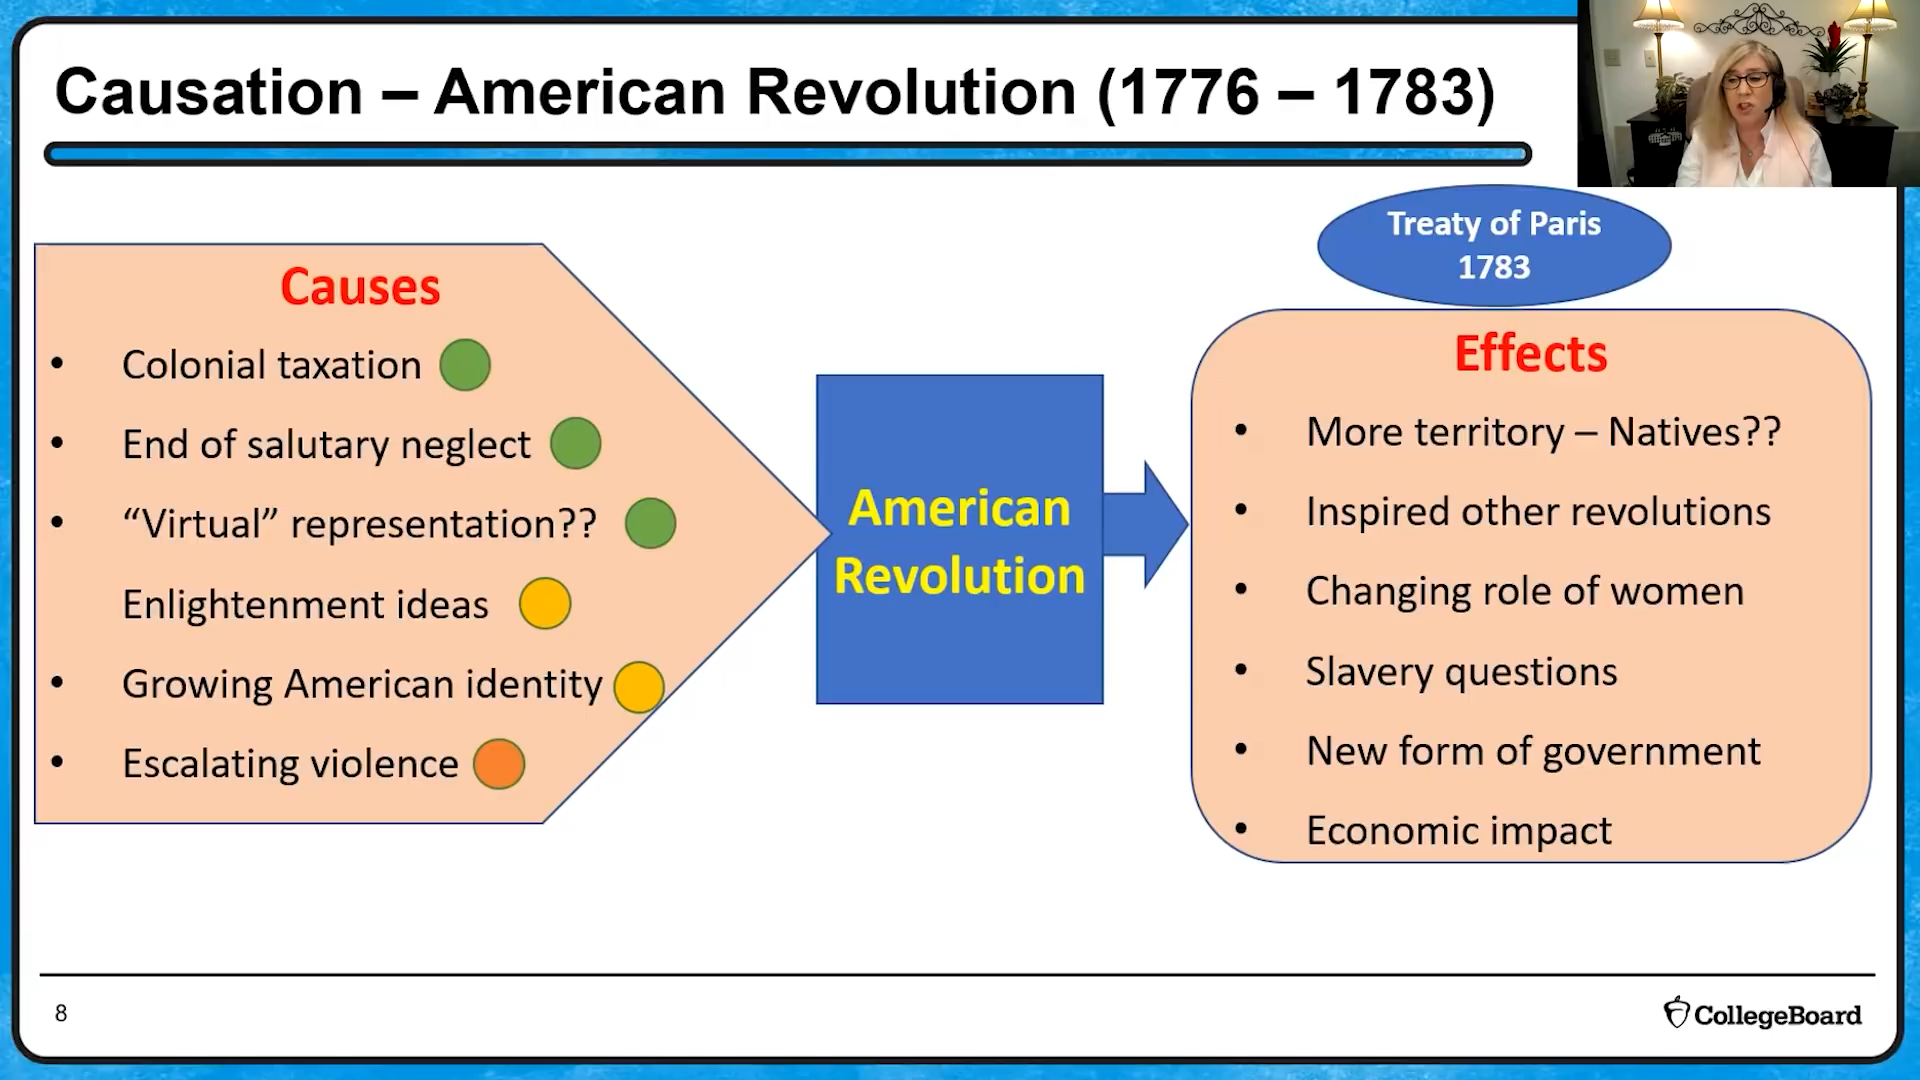 Causation – American Revolution (1776 – 1783)
Causes
• Colonial taxation
• End of salutary neglect
• “Virtual” representation??
Enlightenment ideas
• Growing American identity
• Escalating violence
American
Revolution
Treaty of Paris
1783
Effects
• More territory – Natives??
• Inspired other revolutions
• Changing role of women
• Slavery questions
• New form of government
• Economic impact
8
CollegeBoard